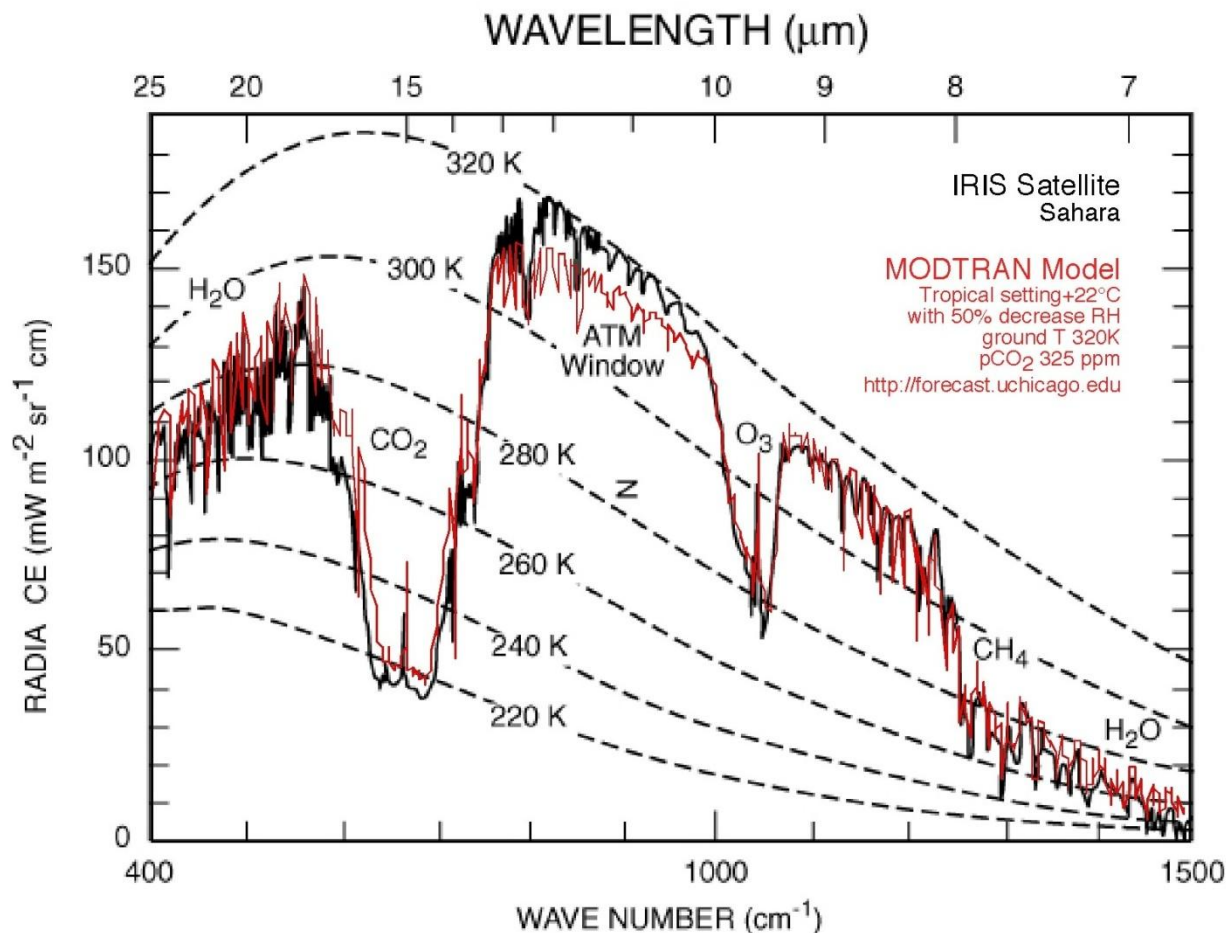 WAVELENGTH (μm)
25 20 15 10 9 8 7
320 K
IRIS Satellite
Sahara
150
300 K
H₂O
MODTRAN Model
Tropical setting+22°C
with 50% decrease RH
ground T 320K
pCO₂ 325 ppm
http://forecast.uchicago.edu
ATM
Window
CO₂
O₃
100
280 K
N
260 K
50
240 K
CH₄
220 K
H₂O
0
RADIA CE (mW m⁻² sr⁻¹ cm)
400 1000 1500
WAVE NUMBER (cm⁻¹)